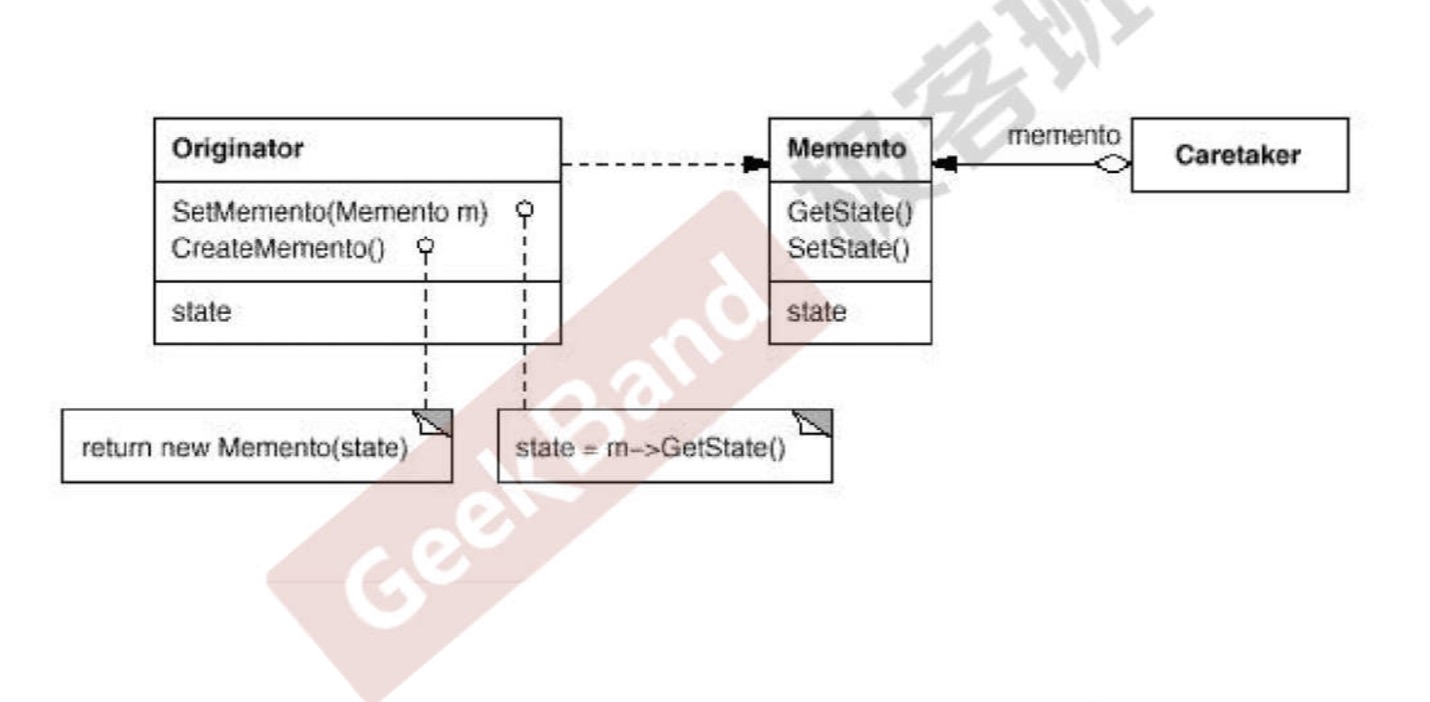 Originator
SetMemento(Memento m)
CreateMemento()
state
Memento
GetState()
SetState()
state
memento
Caretaker
return new Memento(state)
state = m->GetState()
GeekBand
极客班